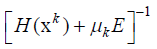 [H(x^k) + μ_k E]^{-1}